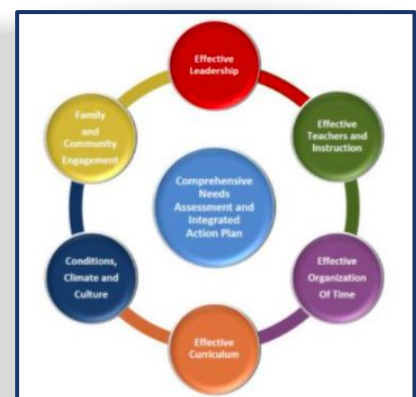 Effective
Leadership
Effective
Teachers and
Instruction
Effective
Organization
Of Time
Effective
Curriculum
Conditions,
Climate and
Culture
Family
and
Community
Engagement
Comprehensive
Needs
Assessment and
Integrated
Action Plan